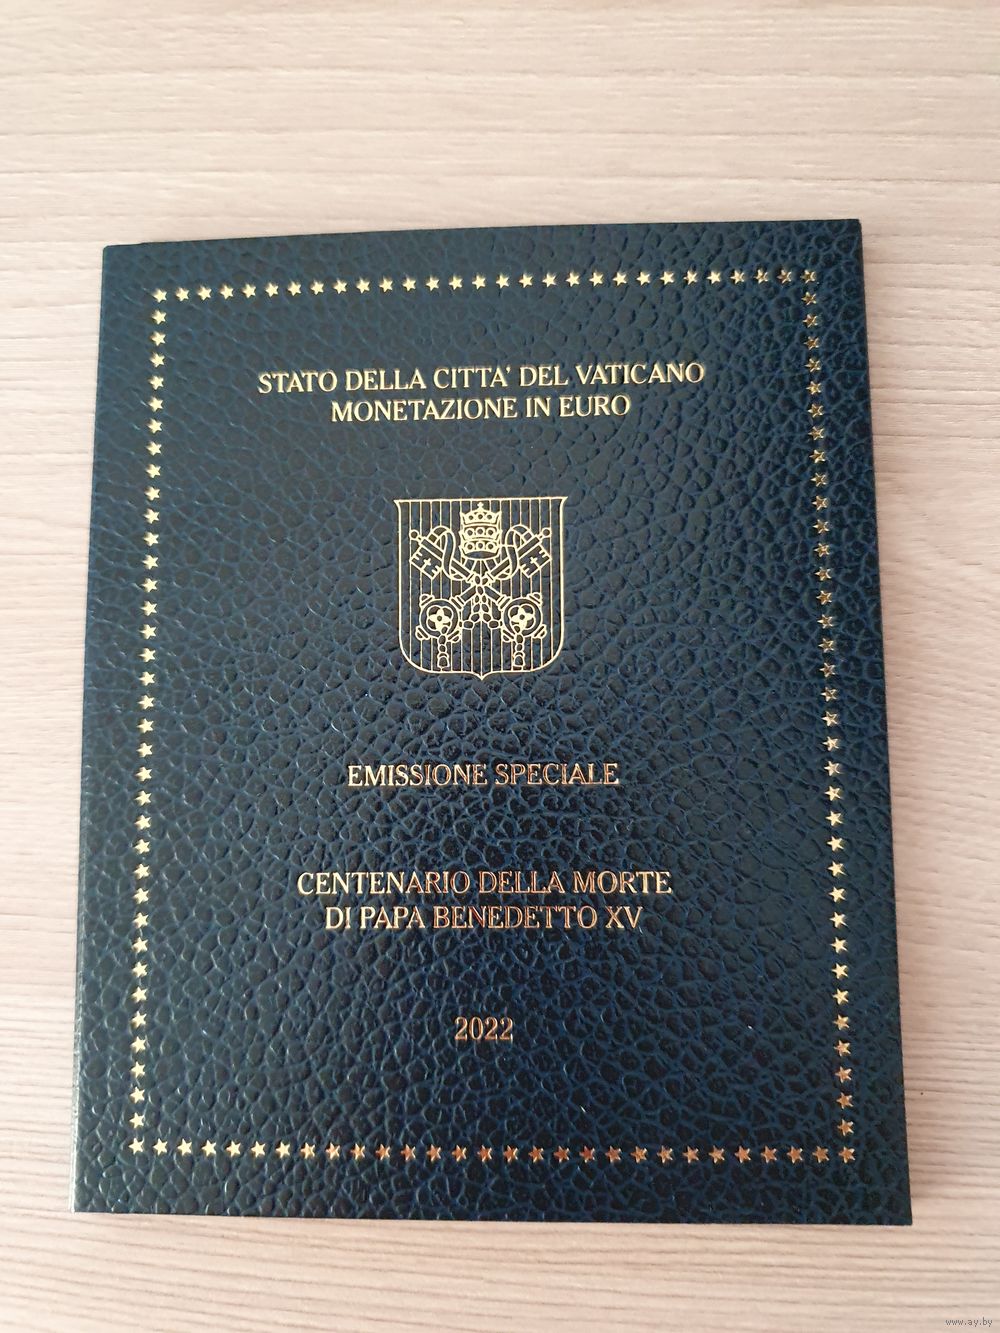 STATO DELLA CITTA' DEL VATICANO
MONETAZIONE IN EURO
EMISSIONE SPECIALE
CENTENARIO DELLA MORTE
DI PAPA BENEDETTO XV
2022
www.ay.by